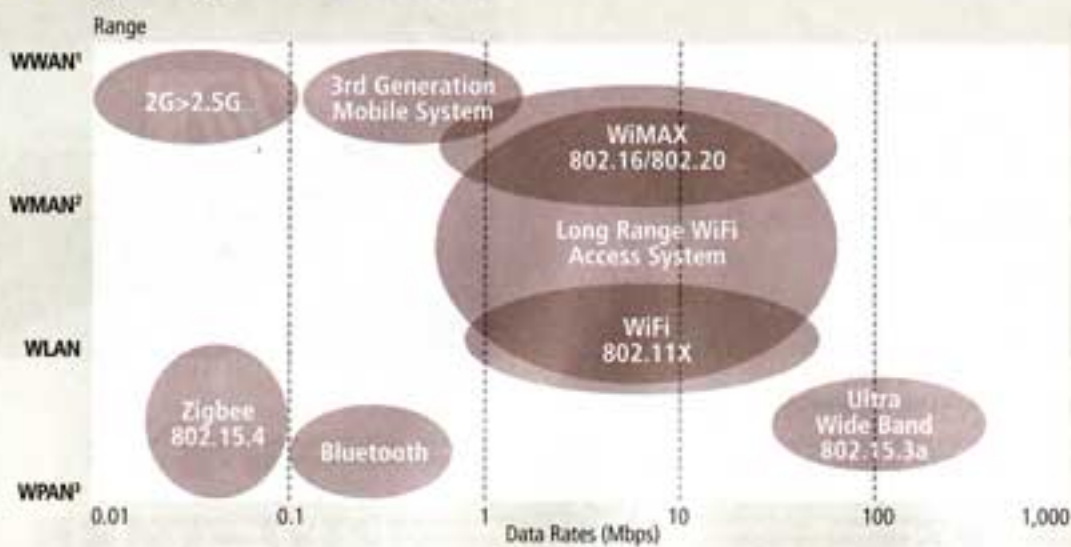 Range
WWAN¹
2G>2.5G
3rd Generation
Mobile System
WiMAX
802.16/802.20
WMAN²
Long Range WiFi
Access System
WLAN
WiFi
802.11X
Zigbee
802.15.4
Bluetooth
Ultra
Wide Band
802.15.3a
WPAN³
0.01 0.1 1 10 100 1,000
Data Rates (Mbps)